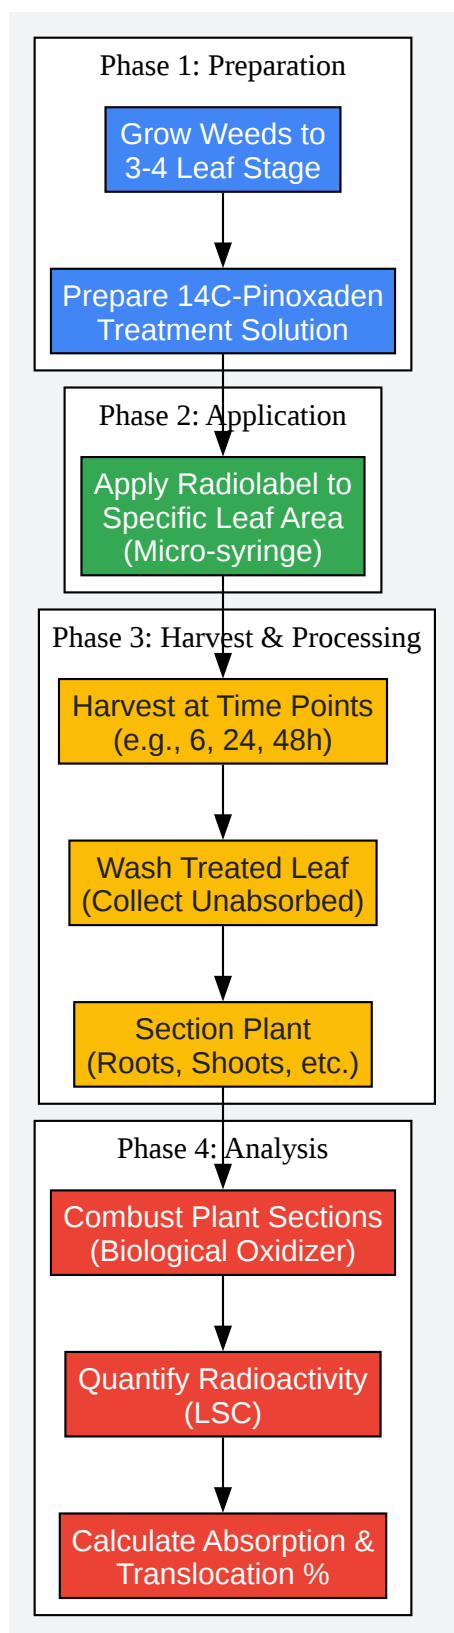 Phase 1: Preparation
Grow Weeds to
3-4 Leaf Stage
Prepare 14C-Pinoxaden
Treatment Solution
Phase 2: Application
Apply Radiolabel to
Specific Leaf Area
(Micro-syringe)
Phase 3: Harvest & Processing
Harvest at Time Points
(e.g., 6, 24, 48h)
Wash Treated Leaf
(Collect Unabsorbed)
Section Plant
(Roots, Shoots, etc.)
Phase 4: Analysis
Combust Plant Sections
(Biological Oxidizer)
Quantify Radioactivity
(LSC)
Calculate Absorption &
Translocation %